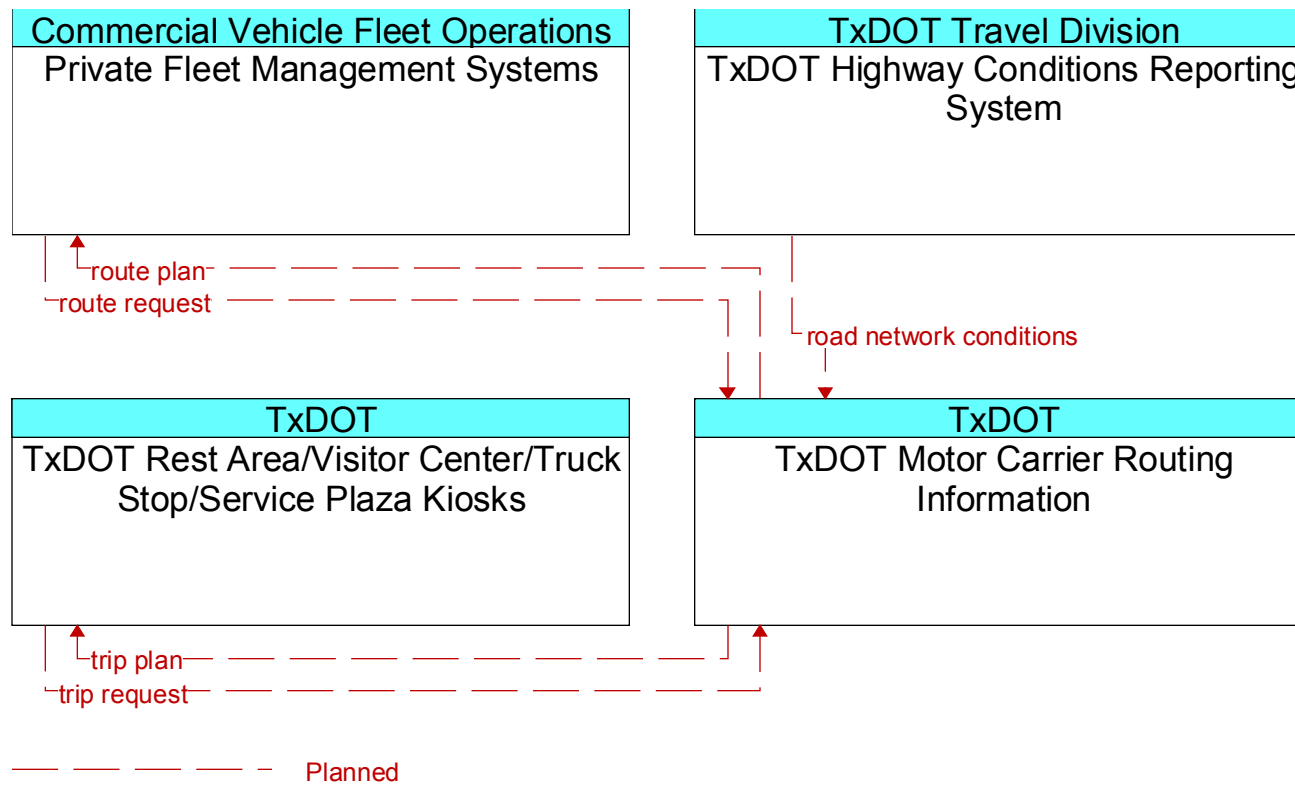 Commercial Vehicle Fleet Operations
Private Fleet Management Systems
TxDOT Travel Division
TxDOT Highway Conditions Reporting
System
route plan
route request
road network conditions
TxDOT
TxDOT Rest Area/Visitor Center/Truck
Stop/Service Plaza Kiosks
TxDOT
TxDOT Motor Carrier Routing
Information
trip plan
trip request
Planned